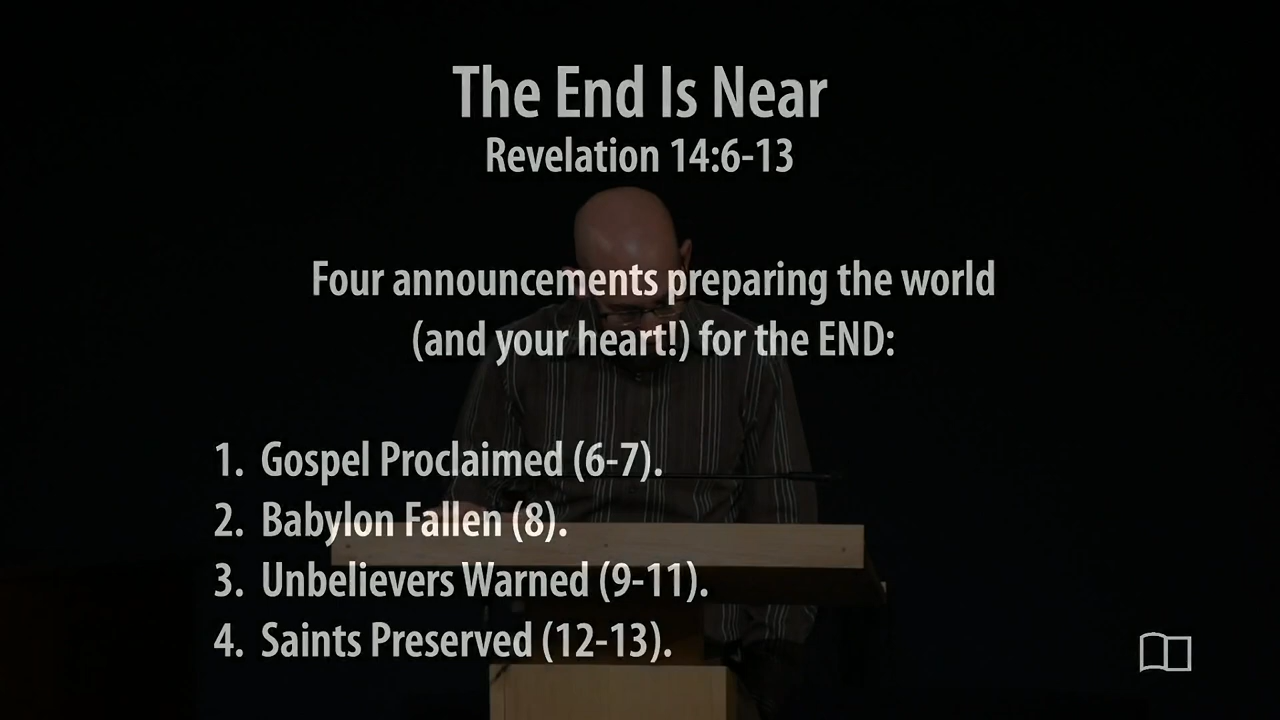 The End Is Near
Revelation 14:6-13
Four announcements preparing the world
(and your heart!) for the END:
1. Gospel Proclaimed (6-7).
2. Babylon Fallen (8).
3. Unbelievers Warned (9-11).
4. Saints Preserved (12-13).